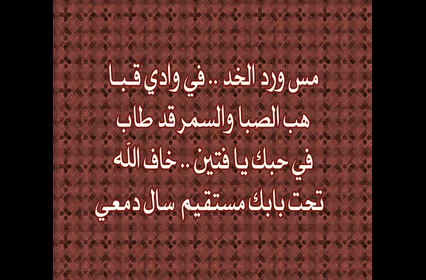 مس ورد الخد .. في وادي قبا
هب الصبا والسمر قد طاب
في حبك يا فتين .. خاف الله
تحت بابك مستقيم سال دمعي